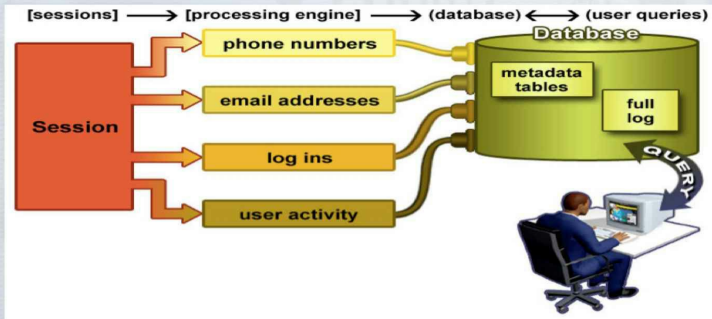 [sessions] → [processing engine] → (database) ↔ (user queries)
Session
phone numbers
email addresses
log ins
user activity
Database
metadata
tables
full
log
QUERY